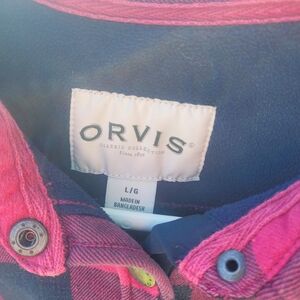 ORVIS®
CLASSIC COLLECTION
SINCE 1856
L/G
MADE IN
BANGLADESH